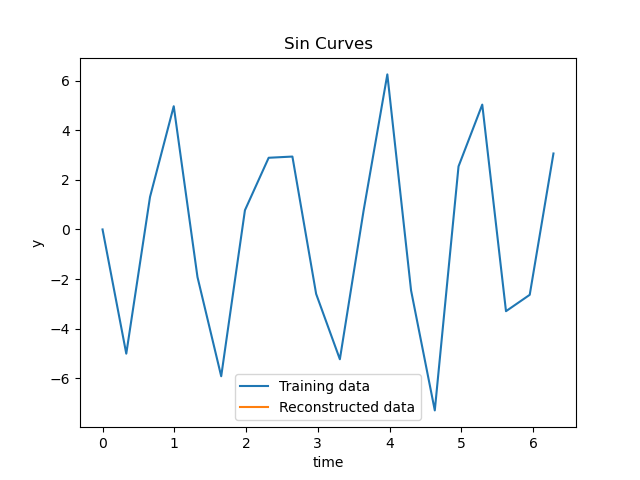 Sin Curves
y
6
4
2
0
−2
−4
−6
Training data
Reconstructed data
0 1 2 3 4 5 6
time